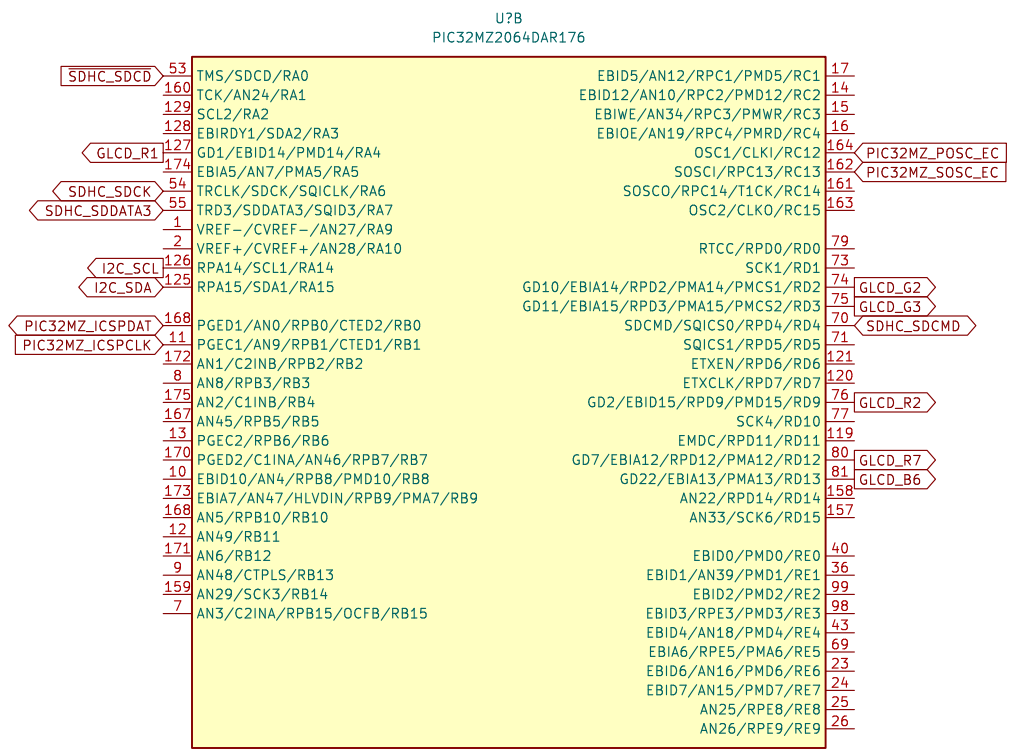 U?B
PIC32MZ2064DAR176
SDHC_SDCD 53 TMS/SDCD/RA0 EBID5/AN12/RPC1/PMD5/RC1 17
160 TCK/AN24/RA1 EBID12/AN10/RPC2/PMD12/RC2 14
129 SCL2/RA2 EBIWE/AN34/RPC3/PMWR/RC3 15
128 EBIRDY1/SDA2/RA3 EBIOE/AN19/RPC4/PMRD/RC4 16
GLCD_R1 127 GD1/EBID14/PMD14/RA4 OSC1/CLKI/RC12 164 PIC32MZ_POSC_EC
174 EBIA5/AN7/PMA5/RA5 SOSCI/RPC13/RC13 162 PIC32MZ_SOSC_EC
SDHC_SDCK 54 TRCLK/SDCK/SQICLK/RA6 SOSCO/RPC14/T1CK/RC14 161
SDHC_SDDATA3 55 TRD3/SDDATA3/SQID3/RA7 OSC2/CLKO/RC15 163
1 VREF-/CVREF-/AN27/RA9
2 VREF+/CVREF+/AN28/RA10 RTCC/RPD0/RD0 79
I2C_SCL 126 RPA14/SCL1/RA14 SCK1/RD1 73
I2C_SDA 125 RPA15/SDA1/RA15 GD10/EBIA14/RPD2/PMA14/PMCS1/RD2 74 GLCD_G2
GD11/EBIA15/RPD3/PMA15/PMCS2/RD3 75 GLCD_G3
PIC32MZ_ICSPDAT 168 PGED1/AN0/RPB0/CTED2/RB0 SDCMD/SQICS0/RPD4/RD4 70 SDHC_SDCMD
PIC32MZ_ICSPCLK 11 PGEC1/AN9/RPB1/CTED1/RB1 SQICS1/RPD5/RD5 71
172 AN1/C2INB/RPB2/RB2 ETXEN/RPD6/RD6 121
8 AN8/RPB3/RB3 ETXCLK/RPD7/RD7 120
175 AN2/C1INB/RB4 GD2/EBID15/RPD9/PMD15/RD9 76 GLCD_R2
167 AN45/RPB5/RB5 SCK4/RD10 77
13 PGEC2/RPB6/RB6 EMDC/RPD11/RD11 119
170 PGED2/C1INA/AN46/RPB7/RB7 GD7/EBIA12/RPD12/PMA12/RD12 80 GLCD_R7
10 EBID10/AN4/RPB8/PMD10/RB8 GD22/EBIA13/PMA13/RD13 81 GLCD_B6
173 EBIA7/AN47/HLVDIN/RPB9/PMA7/RB9 AN22/RPD14/RD14 158
168 AN5/RPB10/RB10 AN33/SCK6/RD15 157
12 AN49/RB11
171 AN6/RB12 EBID0/PMD0/RE0 40
9 AN48/CTPLS/RB13 EBID1/AN39/PMD1/RE1 36
159 AN29/SCK3/RB14 EBID2/PMD2/RE2 99
7 AN3/C2INA/RPB15/OCFB/RB15 EBID3/RPE3/PMD3/RE3 98
EBID4/AN18/PMD4/RE4 43
EBIA6/RPE5/PMA6/RE5 69
EBID6/AN16/PMD6/RE6 23
EBID7/AN15/PMD7/RE7 24
AN25/RPE8/RE8 25
AN26/RPE9/RE9 26